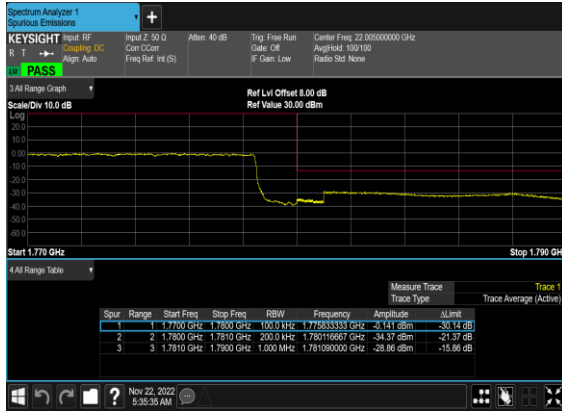 Spectrum Analyzer 1
Spurious Emissions
KEYSIGHT Input: RF Input Z: 50 Ω Atten: 40 dB Trig: Free Run Center Freq: 22.005000000 GHz
R T Coupling: DC Corr CCorr Gate: Off Avg|Hold: 100/100
Align: Auto Freq Ref: Int (S) IF Gain: Low Radio Std: None
PASS
3 All Range Graph
Ref Lvl Offset 8.00 dB
Scale/Div 10.0 dB Ref Value 30.00 dBm
Log
20.0
10.0
0.00
-10.0
-20.0
-30.0
-40.0
-50.0
-60.0
Start 1.770 GHz Stop 1.790 GH
4 All Range Table
Measure Trace Trace 1
Trace Type Trace Average (Active)
Spur Range Start Freq Stop Freq RBW Frequency Amplitude ΔLimit
1 1 1.7700 GHz 1.7800 GHz 100.0 kHz 1.775833333 GHz -0.141 dBm -30.14 dB
2 2 1.7800 GHz 1.7810 GHz 200.0 kHz 1.780116667 GHz -34.37 dBm -21.37 dB
3 3 1.7810 GHz 1.7900 GHz 1.000 MHz 1.781090000 GHz -28.86 dBm -15.86 dB
? Nov 22, 2022
5:35:35 AM